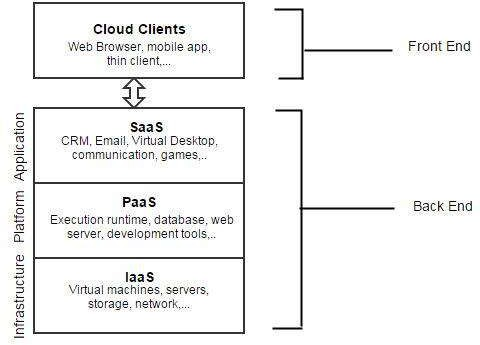 Cloud Clients
Web Browser, mobile app,
thin client,...
Front End
Application
SaaS
CRM, Email, Virtual Desktop,
communication, games,..
Platform
PaaS
Execution runtime, database, web
server, development tools,..
Back End
Infrastructure
IaaS
Virtual machines, servers,
storage, network,...